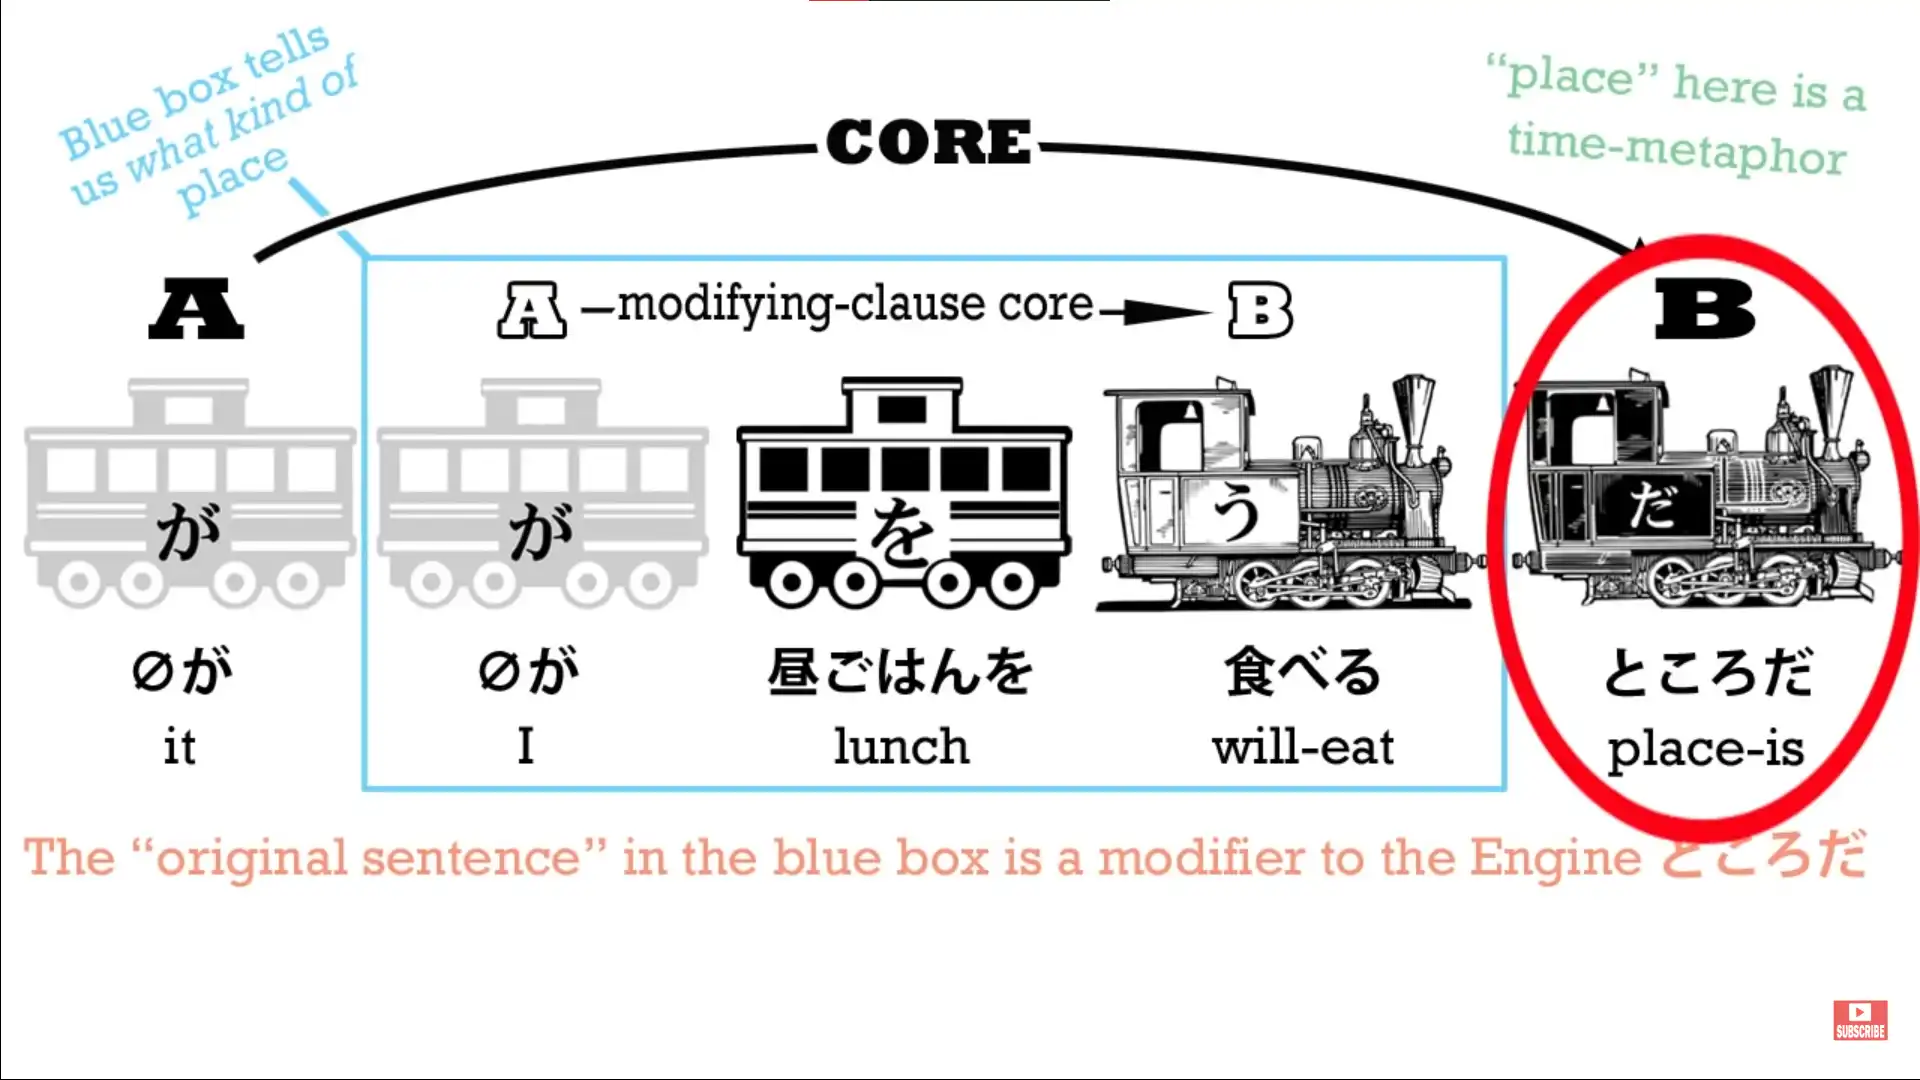 Blue box tells
us what kind of
place
"place" here is a
time-metaphor
CORE
A
A —modifying-clause core→ B
B
が
が
を
う
だ
∅が
∅が
昼ごはんを
食べる
ところだ
it
I
lunch
will-eat
place-is
The "original sentence" in the blue box is a modifier to the Engine ところだ
SUBSCRIBE